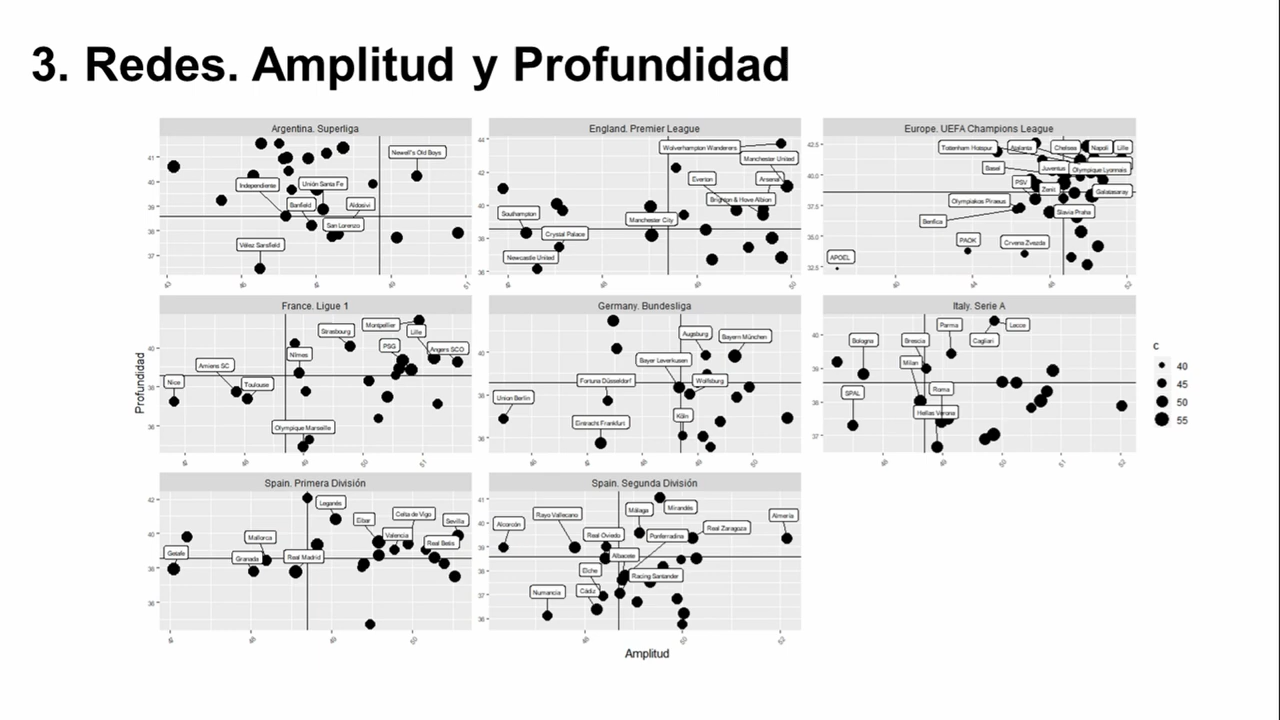 3. Redes. Amplitud y Profundidad
Argentina. Superliga
Newell's Old Boys
Independiente
Unión Santa Fe
Banfield
Aldosivi
San Lorenzo
Vélez Sarsfield
England. Premier League
Wolverhampton Wanderers
Manchester United
Everton
Arsenal
Brighton & Hove Albion
Southampton
Manchester City
Crystal Palace
Newcastle United
Europe. UEFA Champions League
Tottenham Hotspur
Atalanta
Chelsea
Napoli
Lille
Basel
Juventus
Olympique Lyonnais
PSV
Zenit
Galatasaray
Olympiakos Piraeus
Slavia Praha
Benfica
PAOK
Crvena Zvezda
APOEL
France. Ligue 1
Montpellier
Strasbourg
Lille
PSG
Angers SCO
Nîmes
Amiens SC
Nice
Toulouse
Olympique Marseille
Germany. Bundesliga
Augsburg
Bayern München
Bayer Leverkusen
Fortuna Düsseldorf
Wolfsburg
Union Berlin
Eintracht Frankfurt
Köln
Italy. Serie A
Parma
Lecce
Bologna
Brescia
Cagliari
Milan
SPAL
Roma
Hellas Verona
Spain. Primera División
Leganés
Eibar
Celta de Vigo
Sevilla
Valencia
Mallorca
Real Betis
Getafe
Granada
Real Madrid
Spain. Segunda División
Málaga
Mirandés
Almería
Rayo Vallecano
Alcorcón
Real Oviedo
Ponferradina
Real Zaragoza
Albacete
Elche
Racing Santander
Numancia
Cádiz
Profundidad
Amplitud
c
40
45
50
55